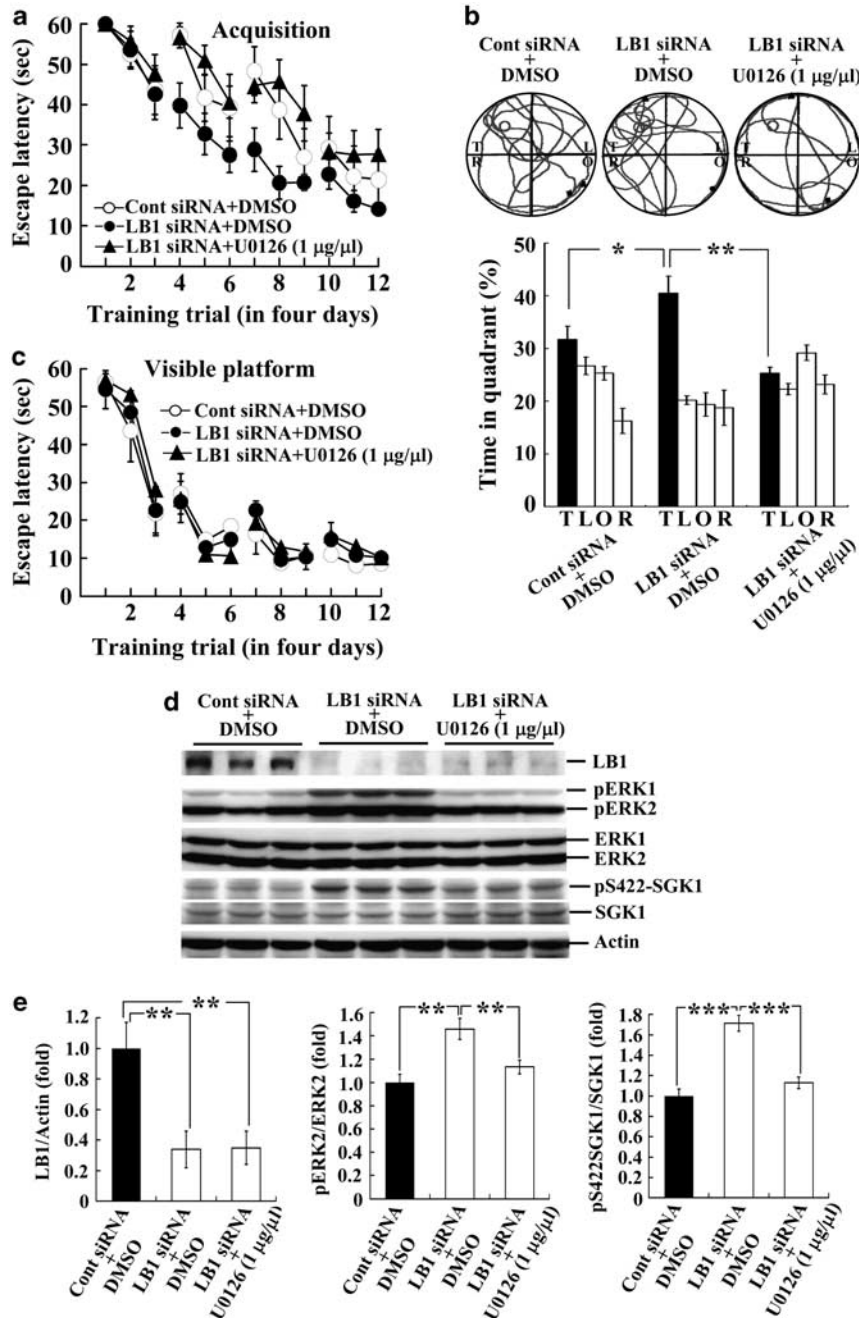 a
Acquisition
Escape latency (sec)
60
50
40
30
20
10
0
Cont siRNA+DMSO
LB1 siRNA+DMSO
LB1 siRNA+U0126 (1 µg/µl)
2 4 6 8 10 12
Training trial (in four days)
b
Cont siRNA
+
DMSO
LB1 siRNA
+
DMSO
LB1 siRNA
+
U0126 (1 µg/µl)
T L
R O
T L
R O
T L
R O
Time in quadrant (%)
50
40
30
20
10
0
*
**
T L O R T L O R T L O R
Cont siRNA
+
DMSO
LB1 siRNA
+
DMSO
LB1 siRNA
+
U0126 (1 µg/µl)
c
Visible platform
Escape latency (sec)
60
50
40
30
20
10
0
Cont siRNA+DMSO
LB1 siRNA+DMSO
LB1 siRNA+U0126 (1 µg/µl)
2 4 6 8 10 12
Training trial (in four days)
d
Cont siRNA
+
DMSO
LB1 siRNA
+
DMSO
LB1 siRNA
+
U0126 (1 µg/µl)
LB1
pERK1
pERK2
ERK1
ERK2
pS422-SGK1
SGK1
Actin
e
LB1/Actin (fold)
1.2
1.0
0.8
0.6
0.4
0.2
0
**
**
Cont siRNA
+
DMSO
LB1 siRNA
+
DMSO
LB1 siRNA
+
U0126 (1 µg/µl)
pERK2/ERK2 (fold)
1.6
1.4
1.2
1.0
0.8
0.6
0.4
0.2
0
**
**
Cont siRNA
+
DMSO
LB1 siRNA
+
DMSO
LB1 siRNA
+
U0126 (1 µg/µl)
pS422SGK1/SGK1 (fold)
1.8
1.6
1.4
1.2
1.0
0.8
0.6
0.4
0.2
0
***
***
Cont siRNA
+
DMSO
LB1 siRNA
+
DMSO
LB1 siRNA
+
U0126 (1 µg/µl)